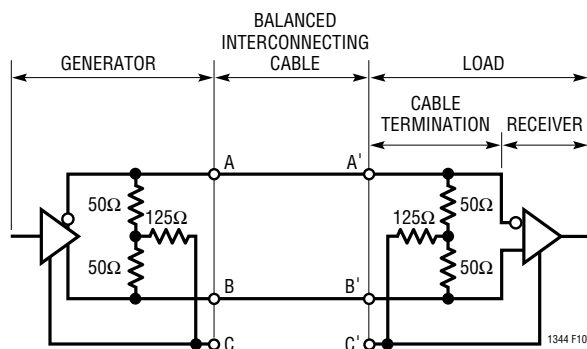 BALANCED
INTERCONNECTING
CABLE
GENERATOR
LOAD
CABLE
TERMINATION
RECEIVER
A
A'
50Ω
125Ω
50Ω
125Ω
50Ω
50Ω
B
B'
C
C'
1344 F10